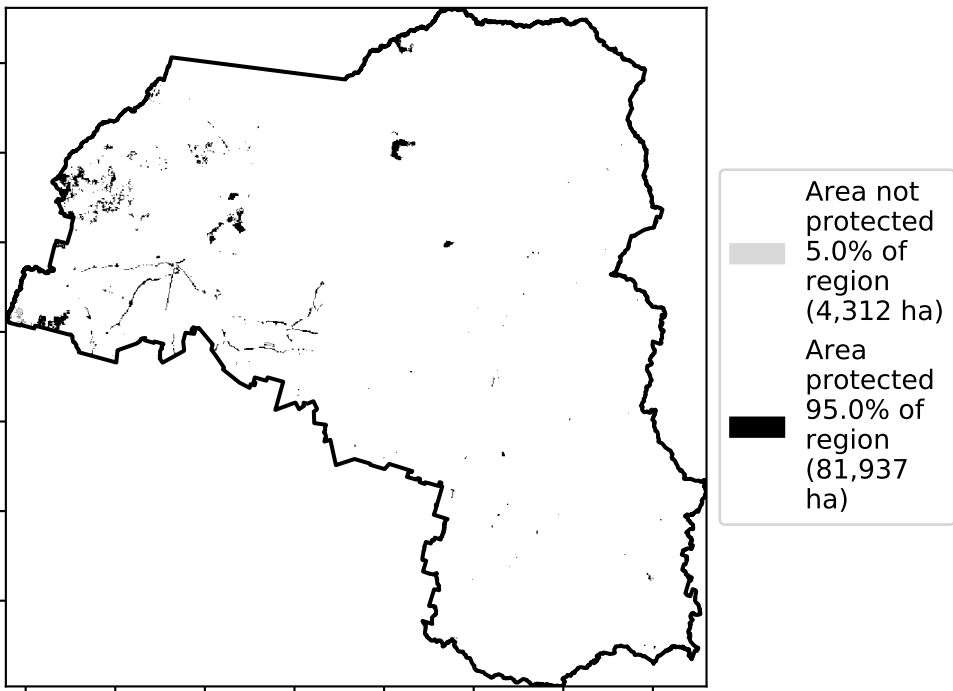 Area not
protected
5.0% of
region
(4,312 ha)
Area
protected
95.0% of
region
(81,937
ha)